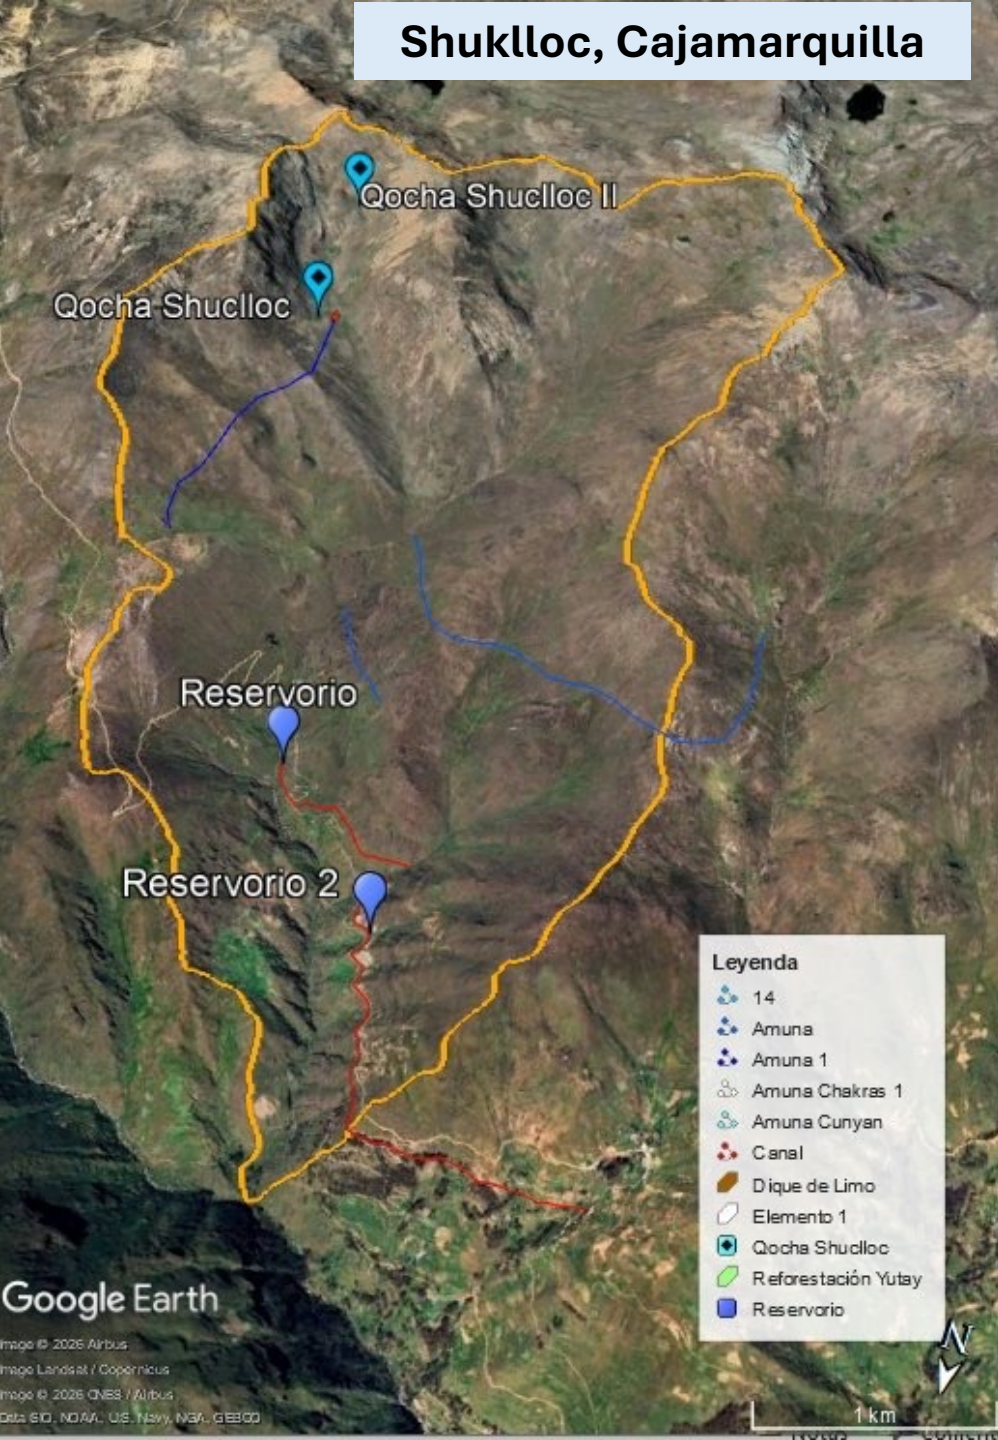 Shuklloc, Cajamarquilla
Qocha Shuclloc II
Qocha Shuclloc
Reservorio
Reservorio 2
Leyenda
14
Amuna
Amuna 1
Amuna Chakras 1
Amuna Cunyan
Canal
Dique de Limo
Elemento 1
Qocha Shuclloc
Reforestación Yutay
Reservorio
Google Earth
Image © 2026 Airbus
Image Landsat / Copernicus
Image © 2026 CNES / Airbus
Data SIO, NOAA, U.S. Navy, NGA, GEBCO
N
1 km